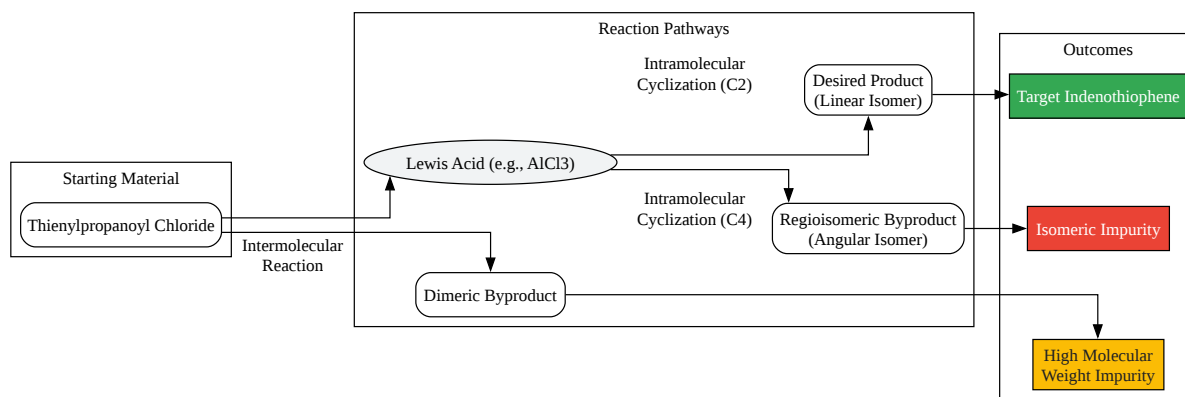 Reaction Pathways
Outcomes
Intramolecular
Cyclization (C2)
Desired Product
(Linear Isomer)
Target Indenothiophene
Lewis Acid (e.g., AlCl3)
Starting Material
Thienylpropanoyl Chloride
Intramolecular
Cyclization (C4)
Regioisomeric Byproduct
(Angular Isomer)
Isomeric Impurity
Intermolecular
Reaction
Dimeric Byproduct
High Molecular
Weight Impurity